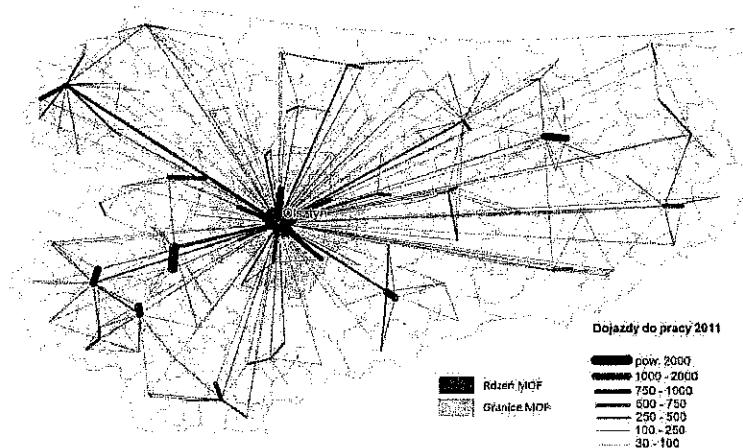 Olsztyn
Dojazdy do pracy 2011
pow. 2000
1000 - 2000
750 - 1000
500 - 750
250 - 500
100 - 250
30 - 100
Rdzeń MOF
Granice MOF